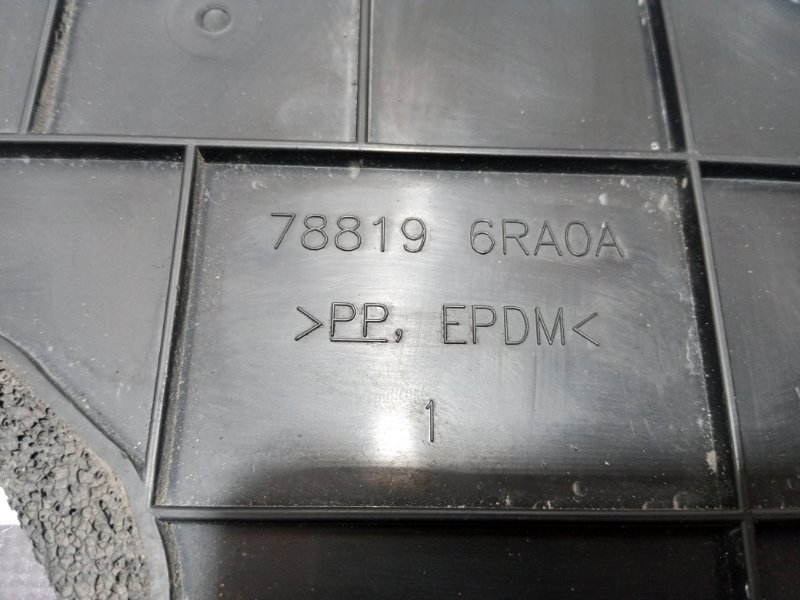 78819 6RA0A
>PP, EPDM<
1